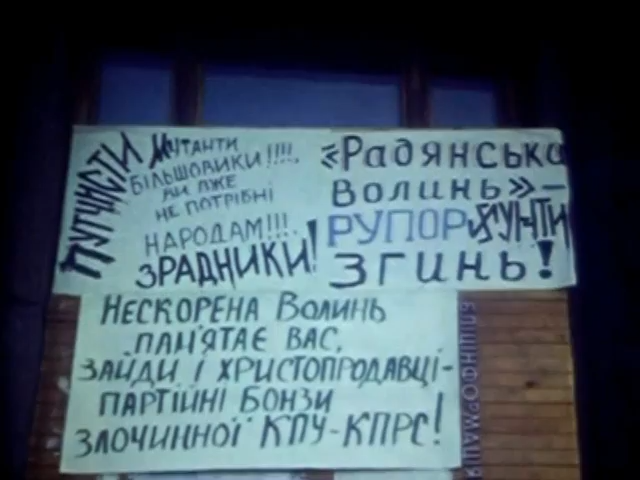 ПУТЧИСТИ
МУТАНТИ
БІЛЬШОВИКИ!!!!
ВИ ВЖЕ
НЕ ПОТРІБНІ
НАРОДАМ!!!
ЗРАДНИКИ!
«Радянська
Волинь» —
РУПОР ХУНТИ
ЗГИНЬ!
НЕСКОРЕНА ВОЛИНЬ
ПАМ'ЯТАЄ ВАС,
ЗАЙДИ І ХРИСТОПРОДАВЦІ-
ПАРТІЙНІ БОНЗИ
ЗЛОЧИННОЇ КПУ-КПРС!